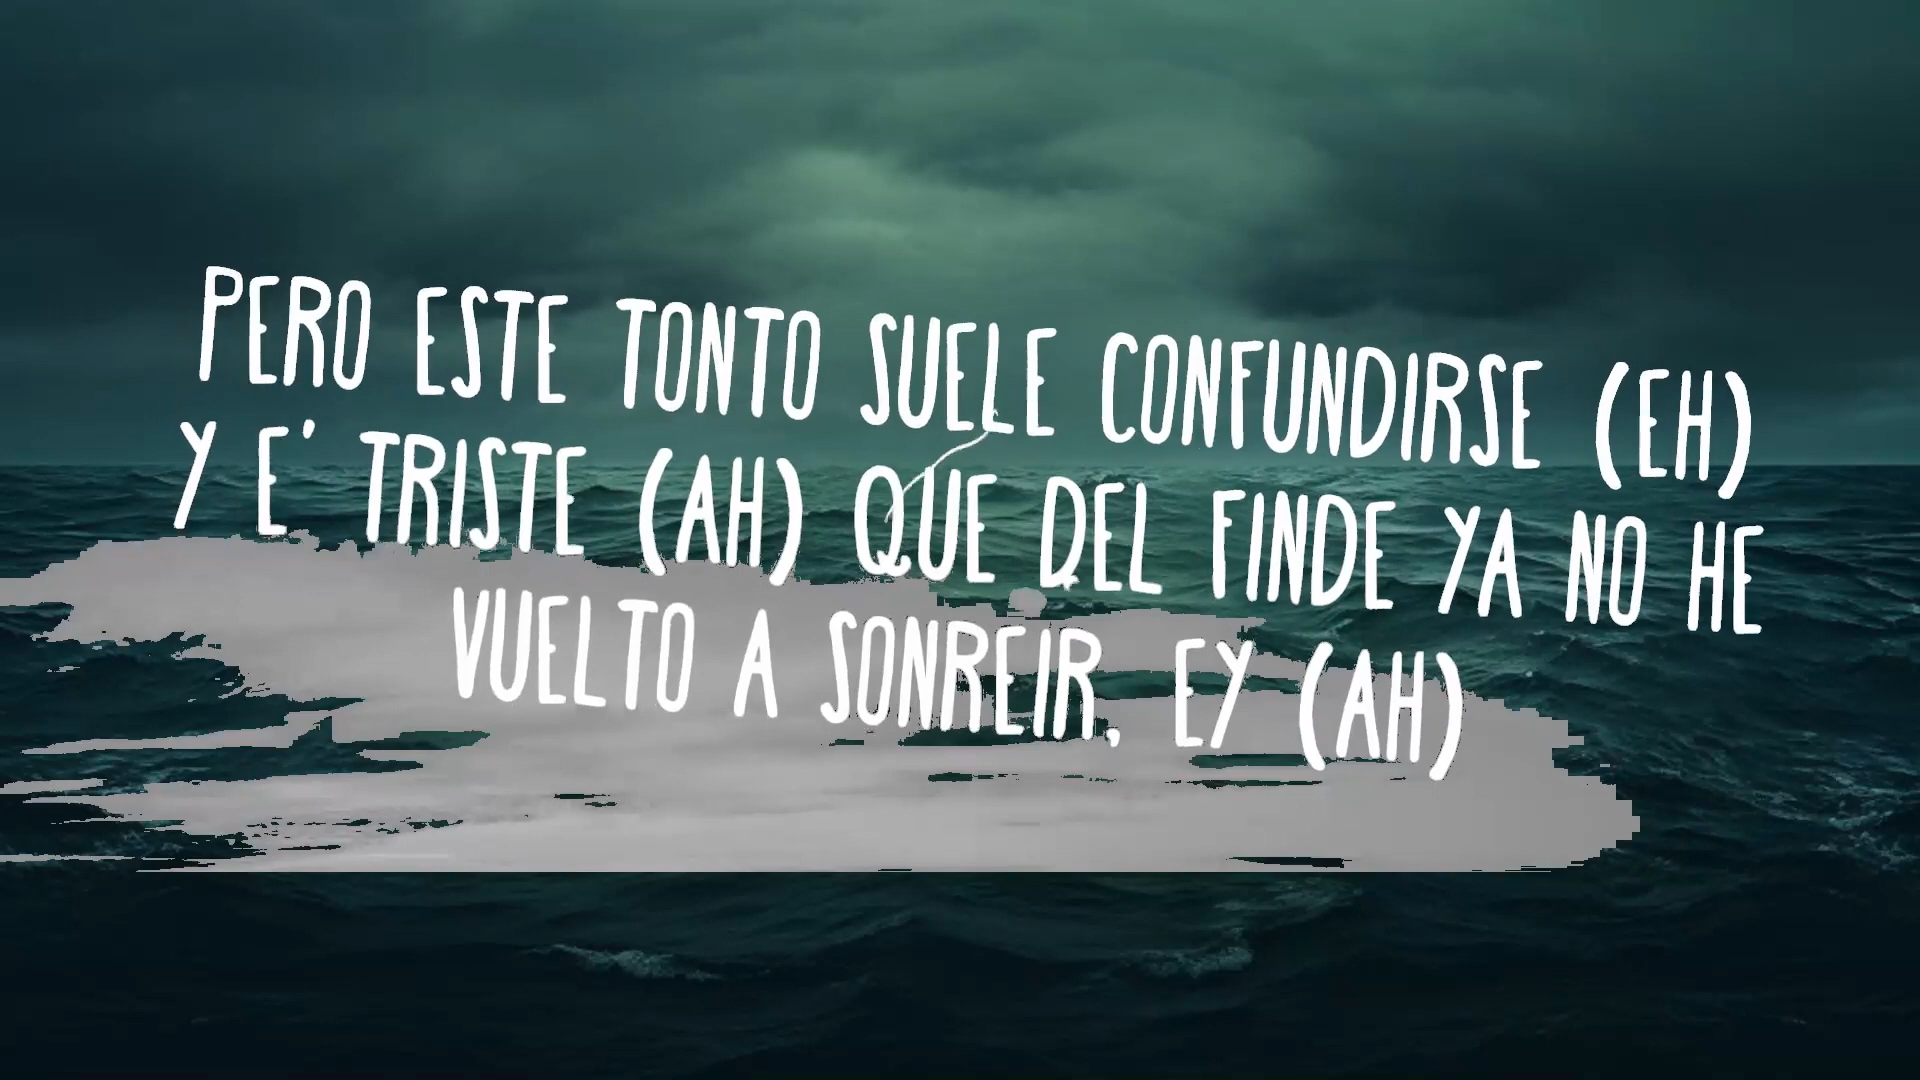 PERO ESTE TONTO SUELE CONFUNDIRSE (EH)
Y E' TRISTE (AH) QUE DEL FINDE YA NO HE
VUELTO A SONREIR, EY (AH)